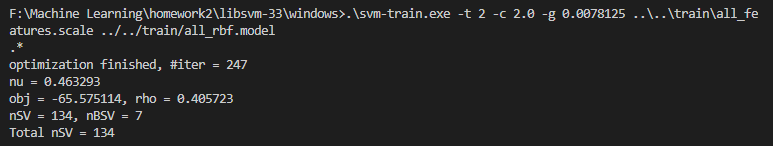 F:\Machine Learning\homework2\libsvm-33\windows>.\svm-train.exe -t 2 -c 2.0 -g 0.0078125 ..\..\train\all_fe
atures.scale ../../train/all_rbf.model
.*
optimization finished, #iter = 247
nu = 0.463293
obj = -65.575114, rho = 0.405723
nSV = 134, nBSV = 7
Total nSV = 134